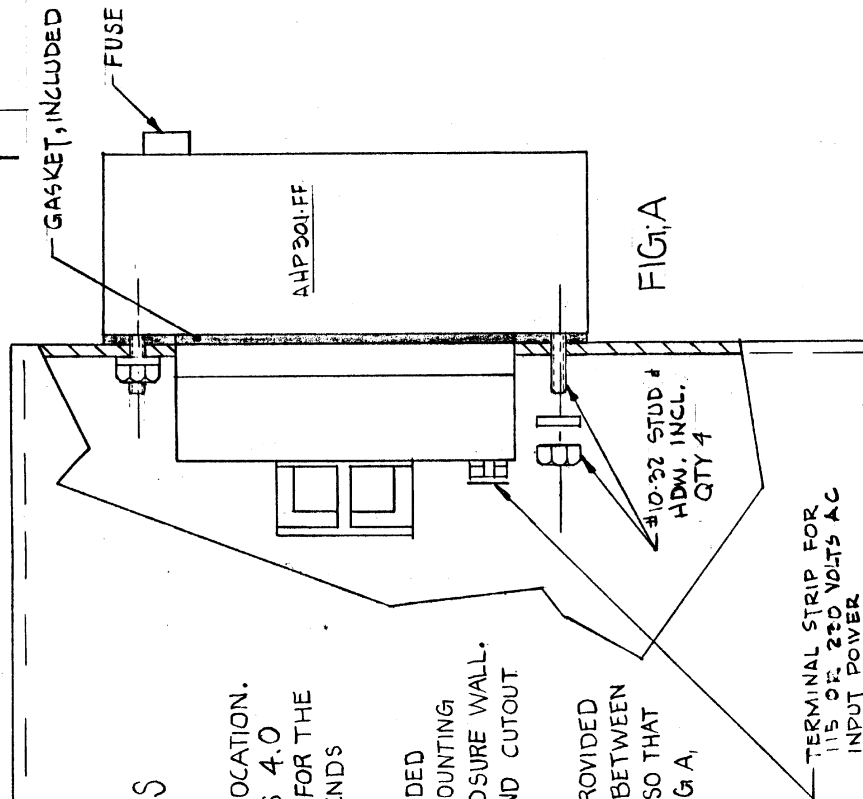 GASKET, INCLUDED
FUSE
AHP301-FF
FIG, A
#10-32 STUD &
HDW. INCL.
QTY 4
TERMINAL STRIP FOR
115 OR 230 VOLTS AC
INPUT POWER
S
OCATION.
S 4.0
FOR THE
ENDS
DED
OUNTING
OSURE WALL.
ND CUTOUT
ROVIDED
BETWEEN
SO THAT
G A,